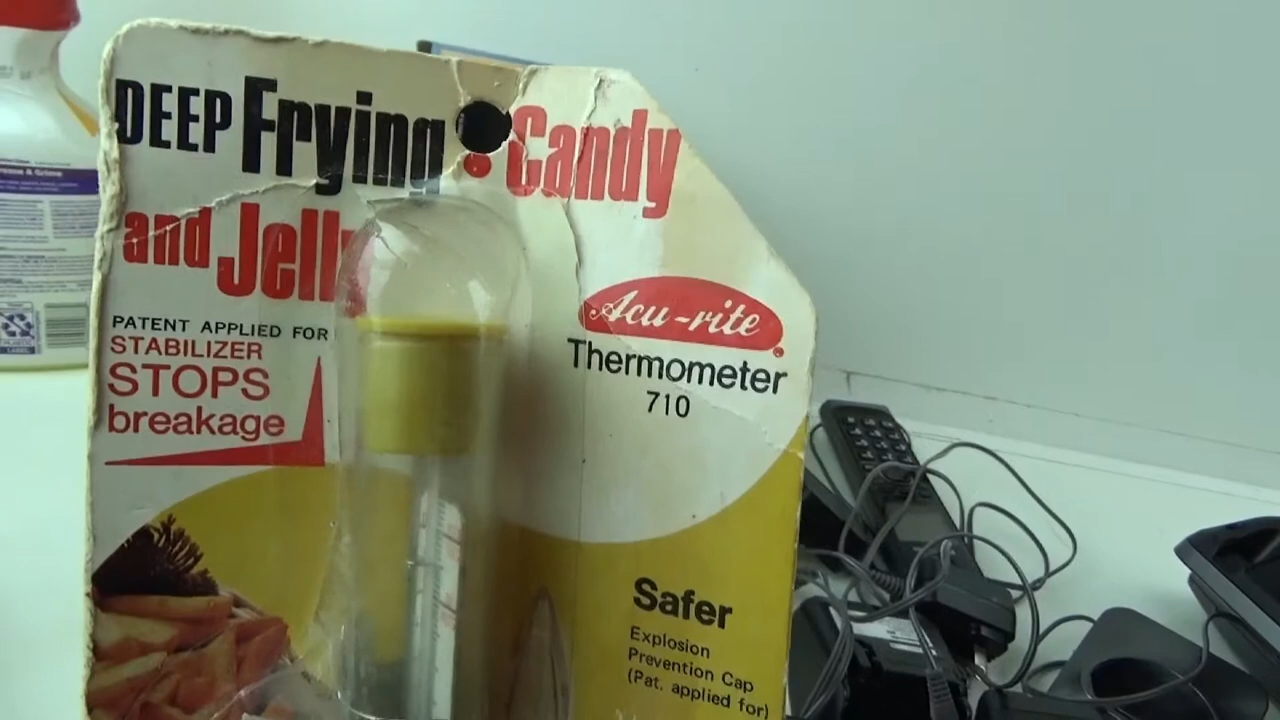 DEEP Frying • Candy
and Jell
PATENT APPLIED FOR
STABILIZER
STOPS
breakage
Acu-rite
Thermometer
710
Safer
Explosion
Prevention Cap
(Pat. applied for)